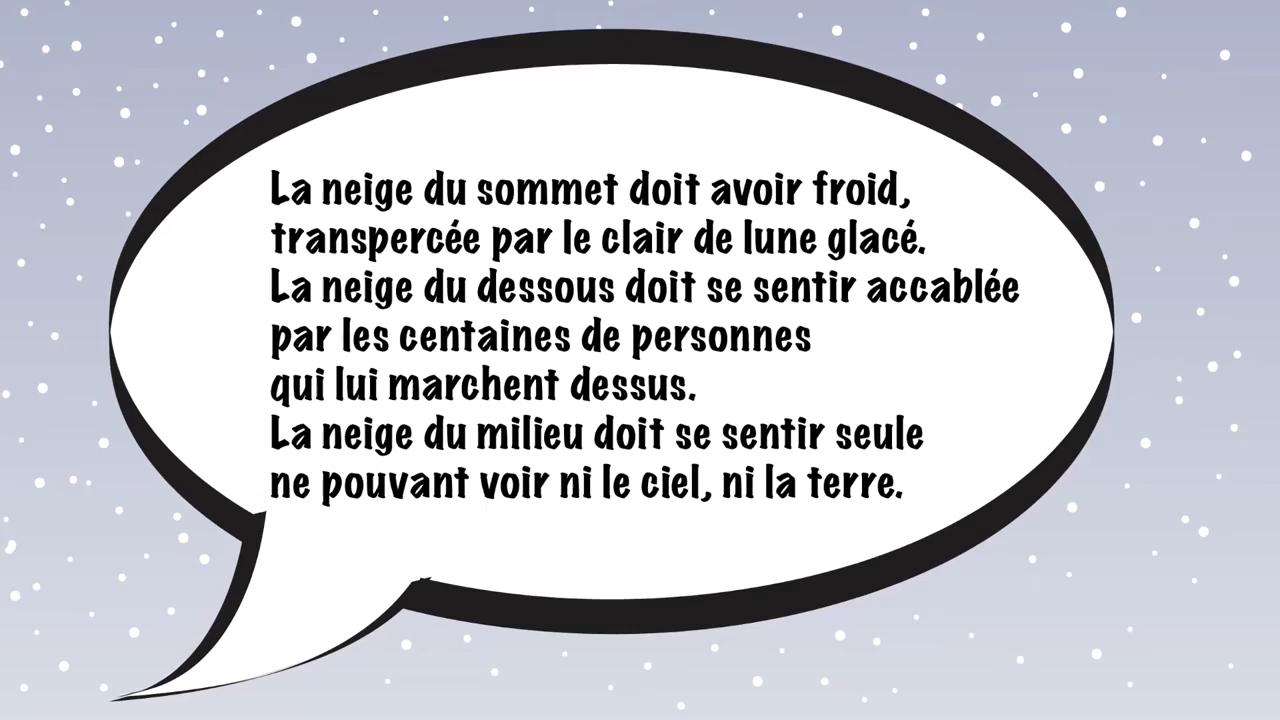 La neige du sommet doit avoir froid,
transpercée par le clair de lune glacé.
La neige du dessous doit se sentir accablée
par les centaines de personnes
qui lui marchent dessus.
La neige du milieu doit se sentir seule
ne pouvant voir ni le ciel, ni la terre.